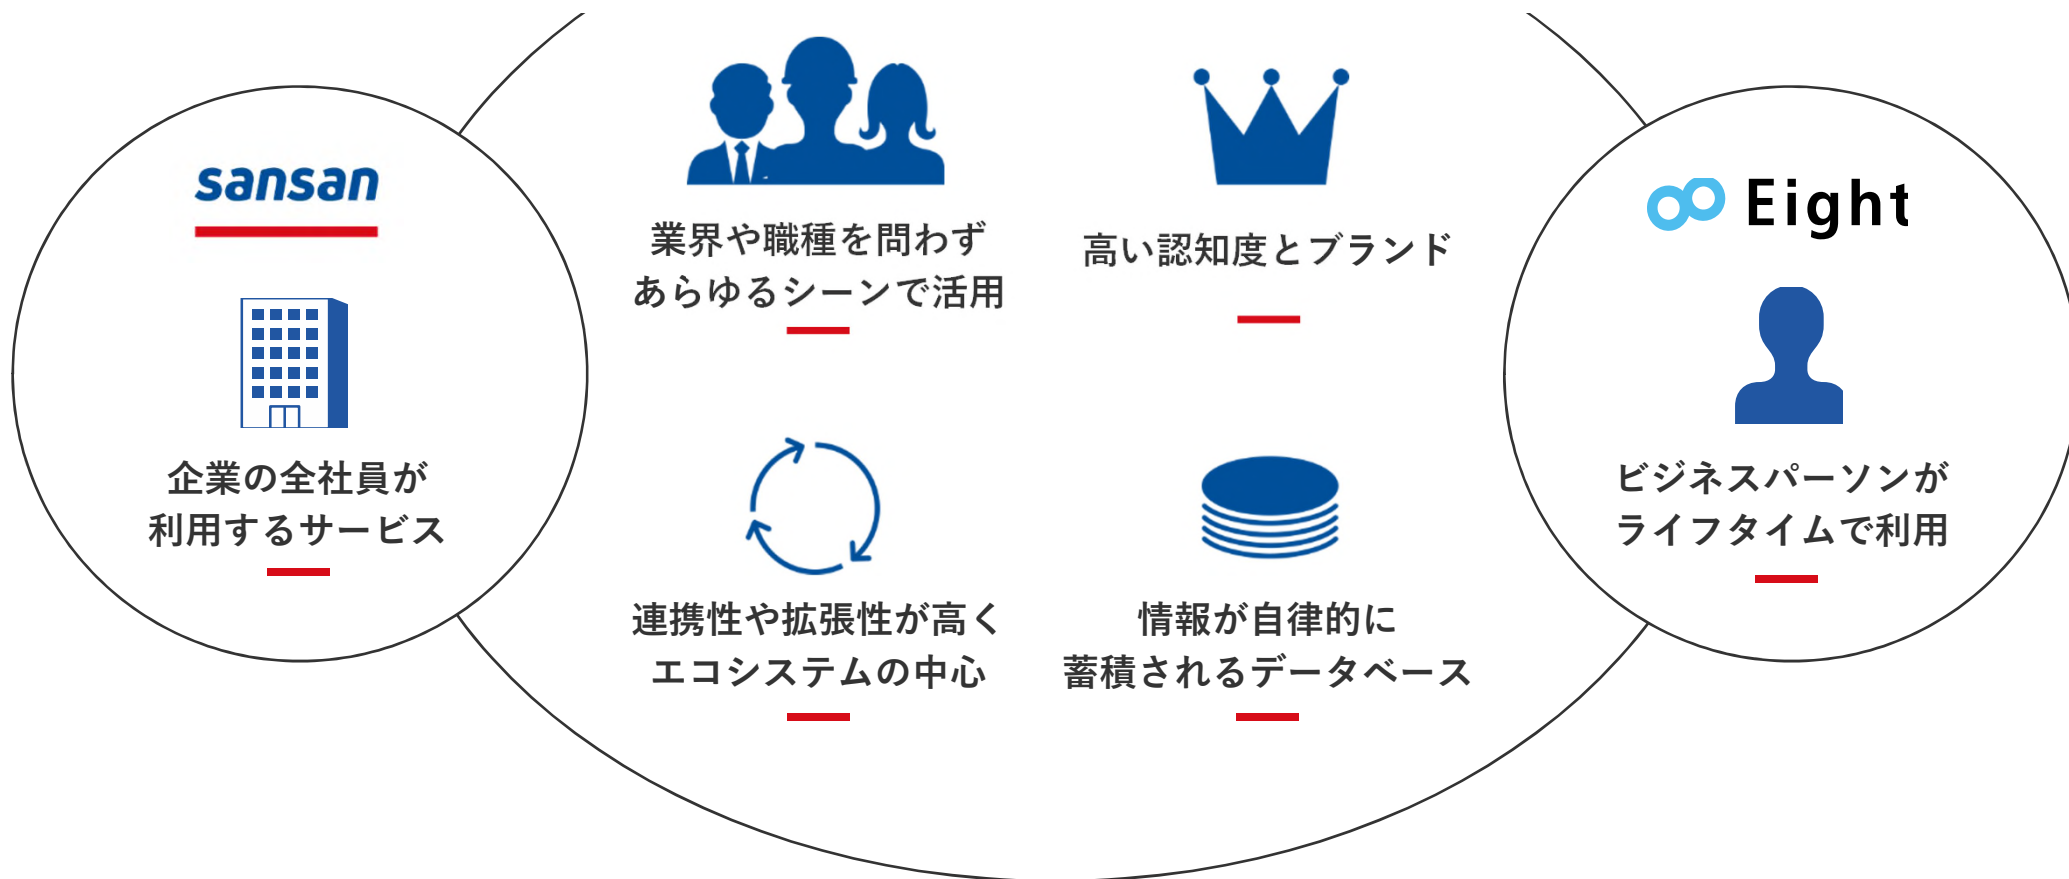 sansan
企業の全社員が
利用するサービス
業界や職種を問わず
あらゆるシーンで活用
高い認知度とブランド
連携性や拡張性が高く
エコシステムの中心
情報が自律的に
蓄積されるデータベース
Eight
ビジネスパーソンが
ライフタイムで利用